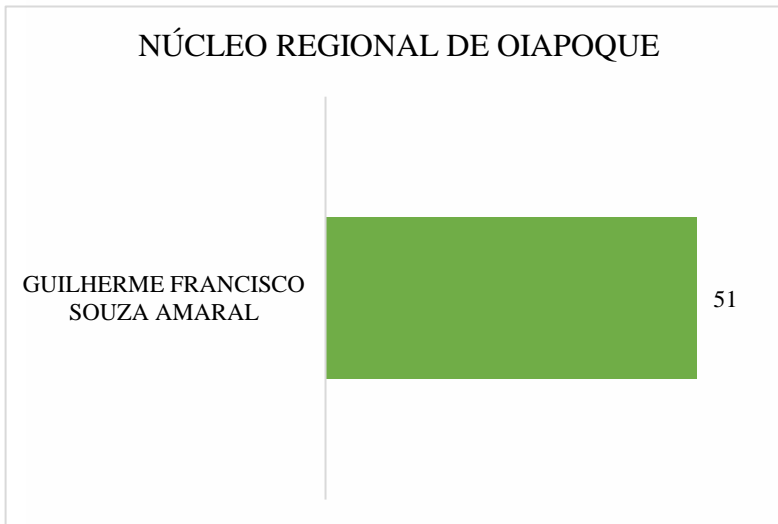 NÚCLEO REGIONAL DE OIAPOQUE
GUILHERME FRANCISCO
SOUZA AMARAL
51